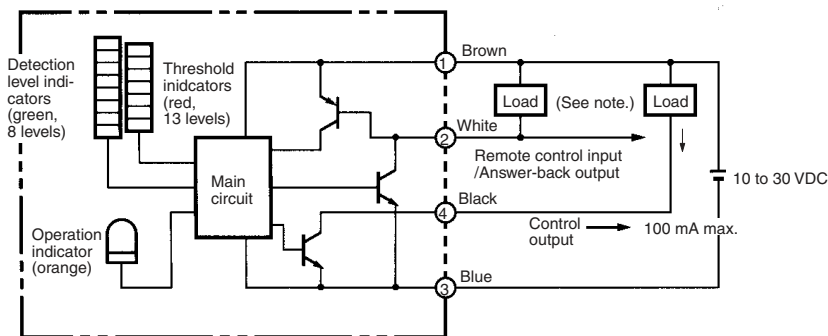 Detection
level indi-
cators
(green,
8 levels)
Threshold
inidcators
(red,
13 levels)
Main
circuit
Operation
indicator
(orange)
1
Brown
2
White
4
Black
3
Blue
Load
(See note.)
Load
Remote control input
/Answer-back output
Control
output
100 mA max.
10 to 30 VDC